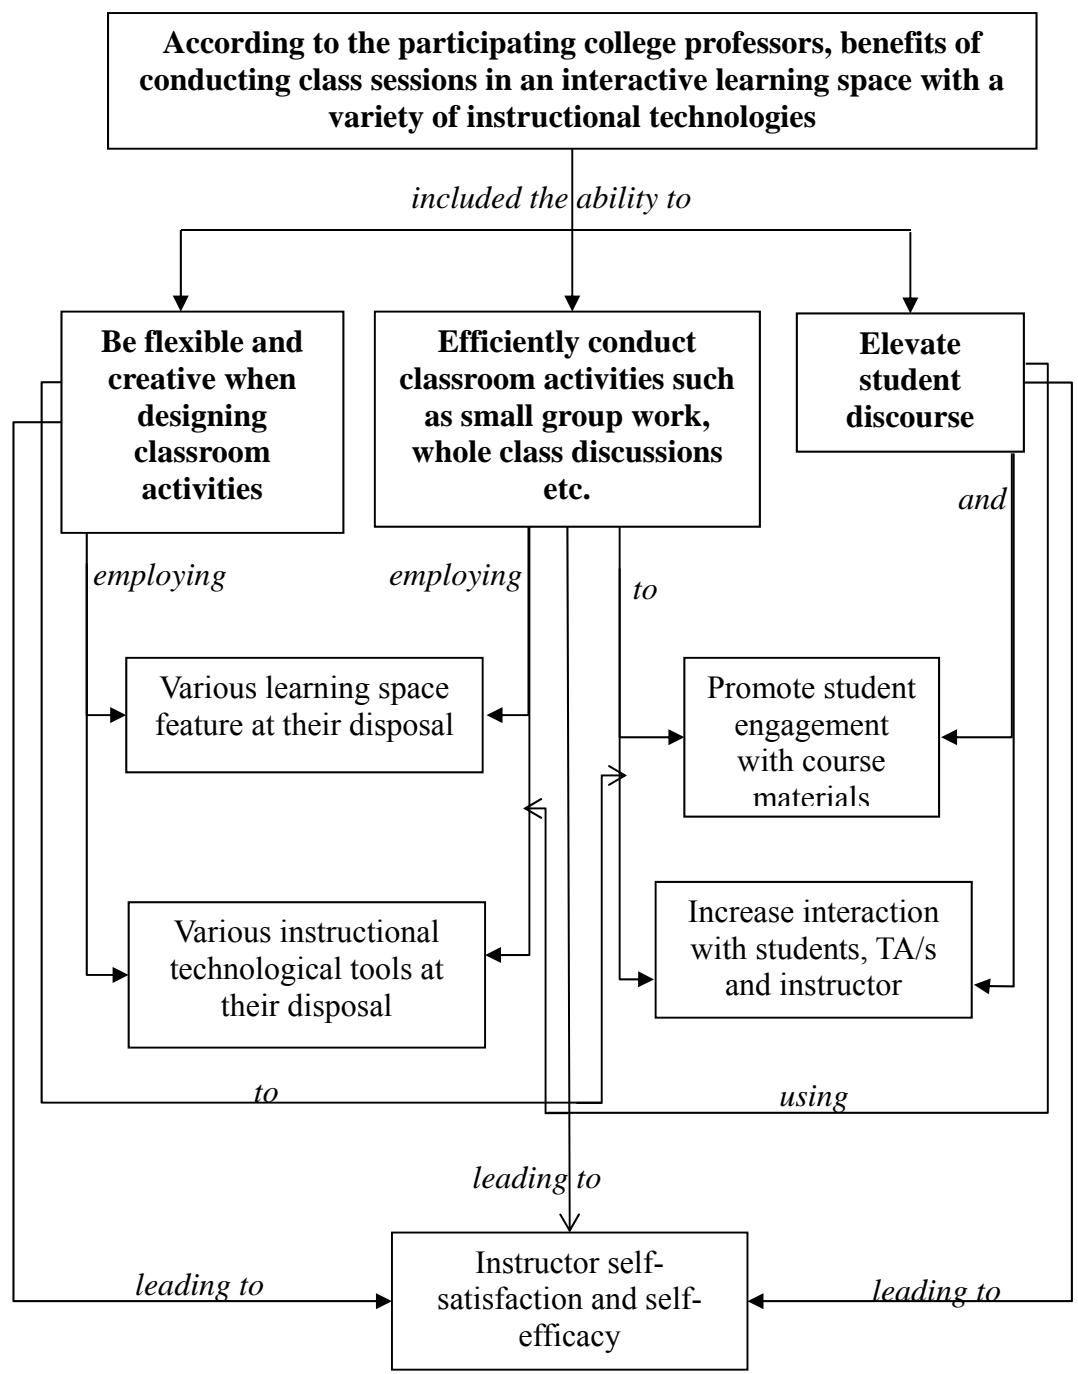 According to the participating college professors, benefits of
conducting class sessions in an interactive learning space with a
variety of instructional technologies
included the ability to
Be flexible and
creative when
designing
classroom
activities
Efficiently conduct
classroom activities such
as small group work,
whole class discussions
etc.
Elevate
student
discourse
and
employing
employing
to
Various learning space
feature at their disposal
Promote student
engagement
with course
materials
Various instructional
technological tools at
their disposal
Increase interaction
with students, TA/s
and instructor
to
using
leading to
leading to
Instructor self-
satisfaction and self-
efficacy
leading to